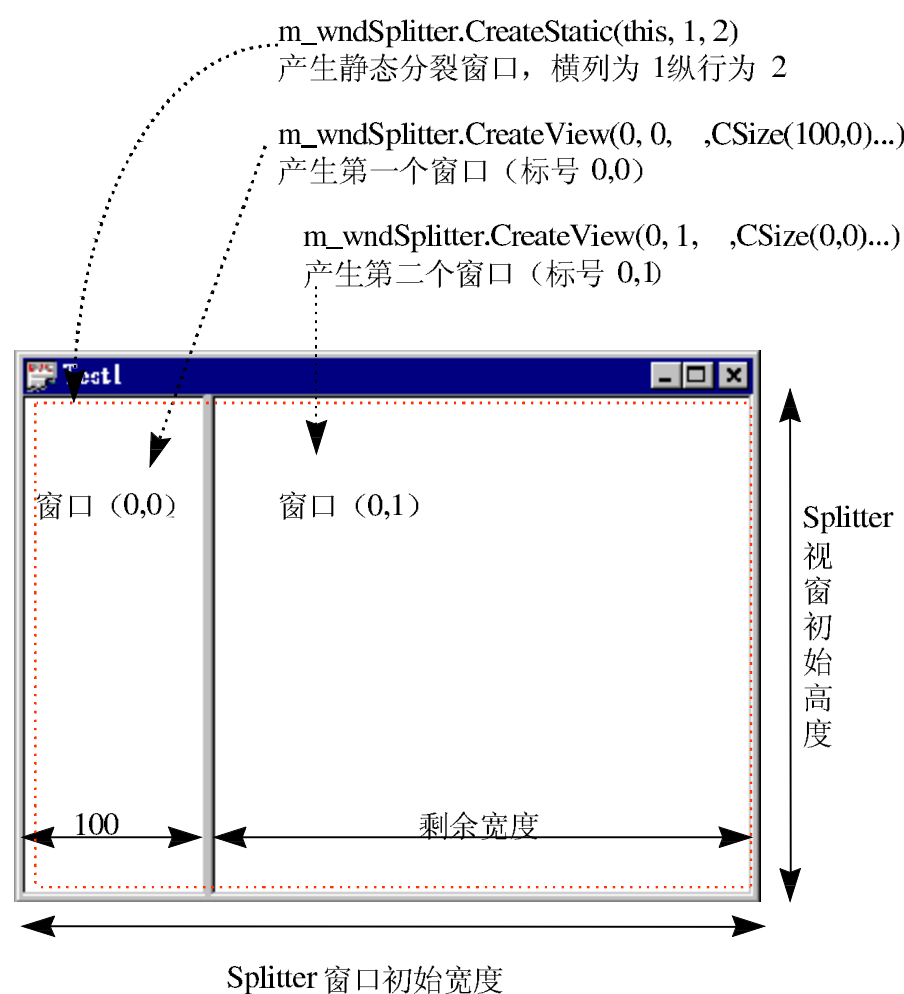 m_wndSplitter.CreateStatic(this, 1, 2)
产生静态分裂窗口，横列为 1纵行为 2
m_wndSplitter.CreateView(0, 0, ,CSize(100,0)...)
产生第一个窗口（标号 0,0）
m_wndSplitter.CreateView(0, 1, ,CSize(0,0)...)
产生第二个窗口（标号 0,1)
Test1
窗口（0,0）
窗口（0,1）
Splitter
视
窗
初
始
高
度
100
剩余宽度
Splitter 窗口初始宽度